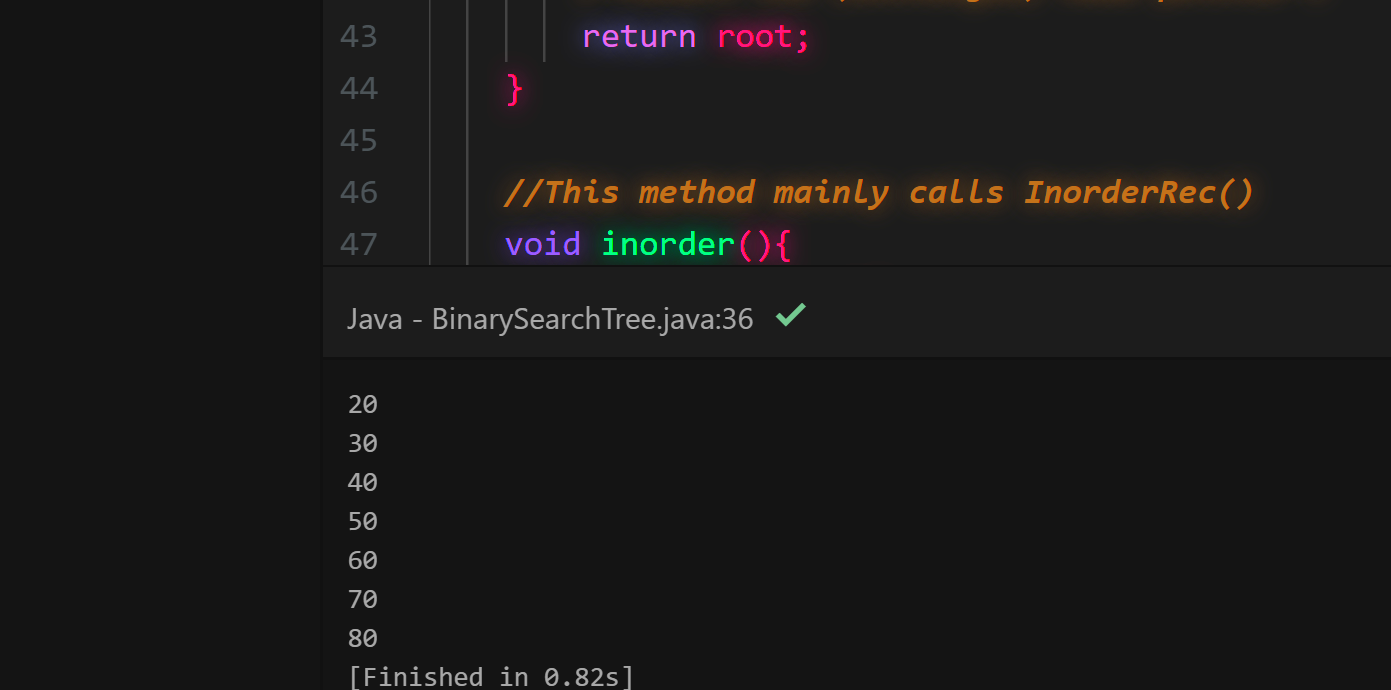 43 return root;
44 }
45
46 //This method mainly calls InorderRec()
47 void inorder(){
Java - BinarySearchTree.java:36
20
30
40
50
60
70
80
[Finished in 0.82s]